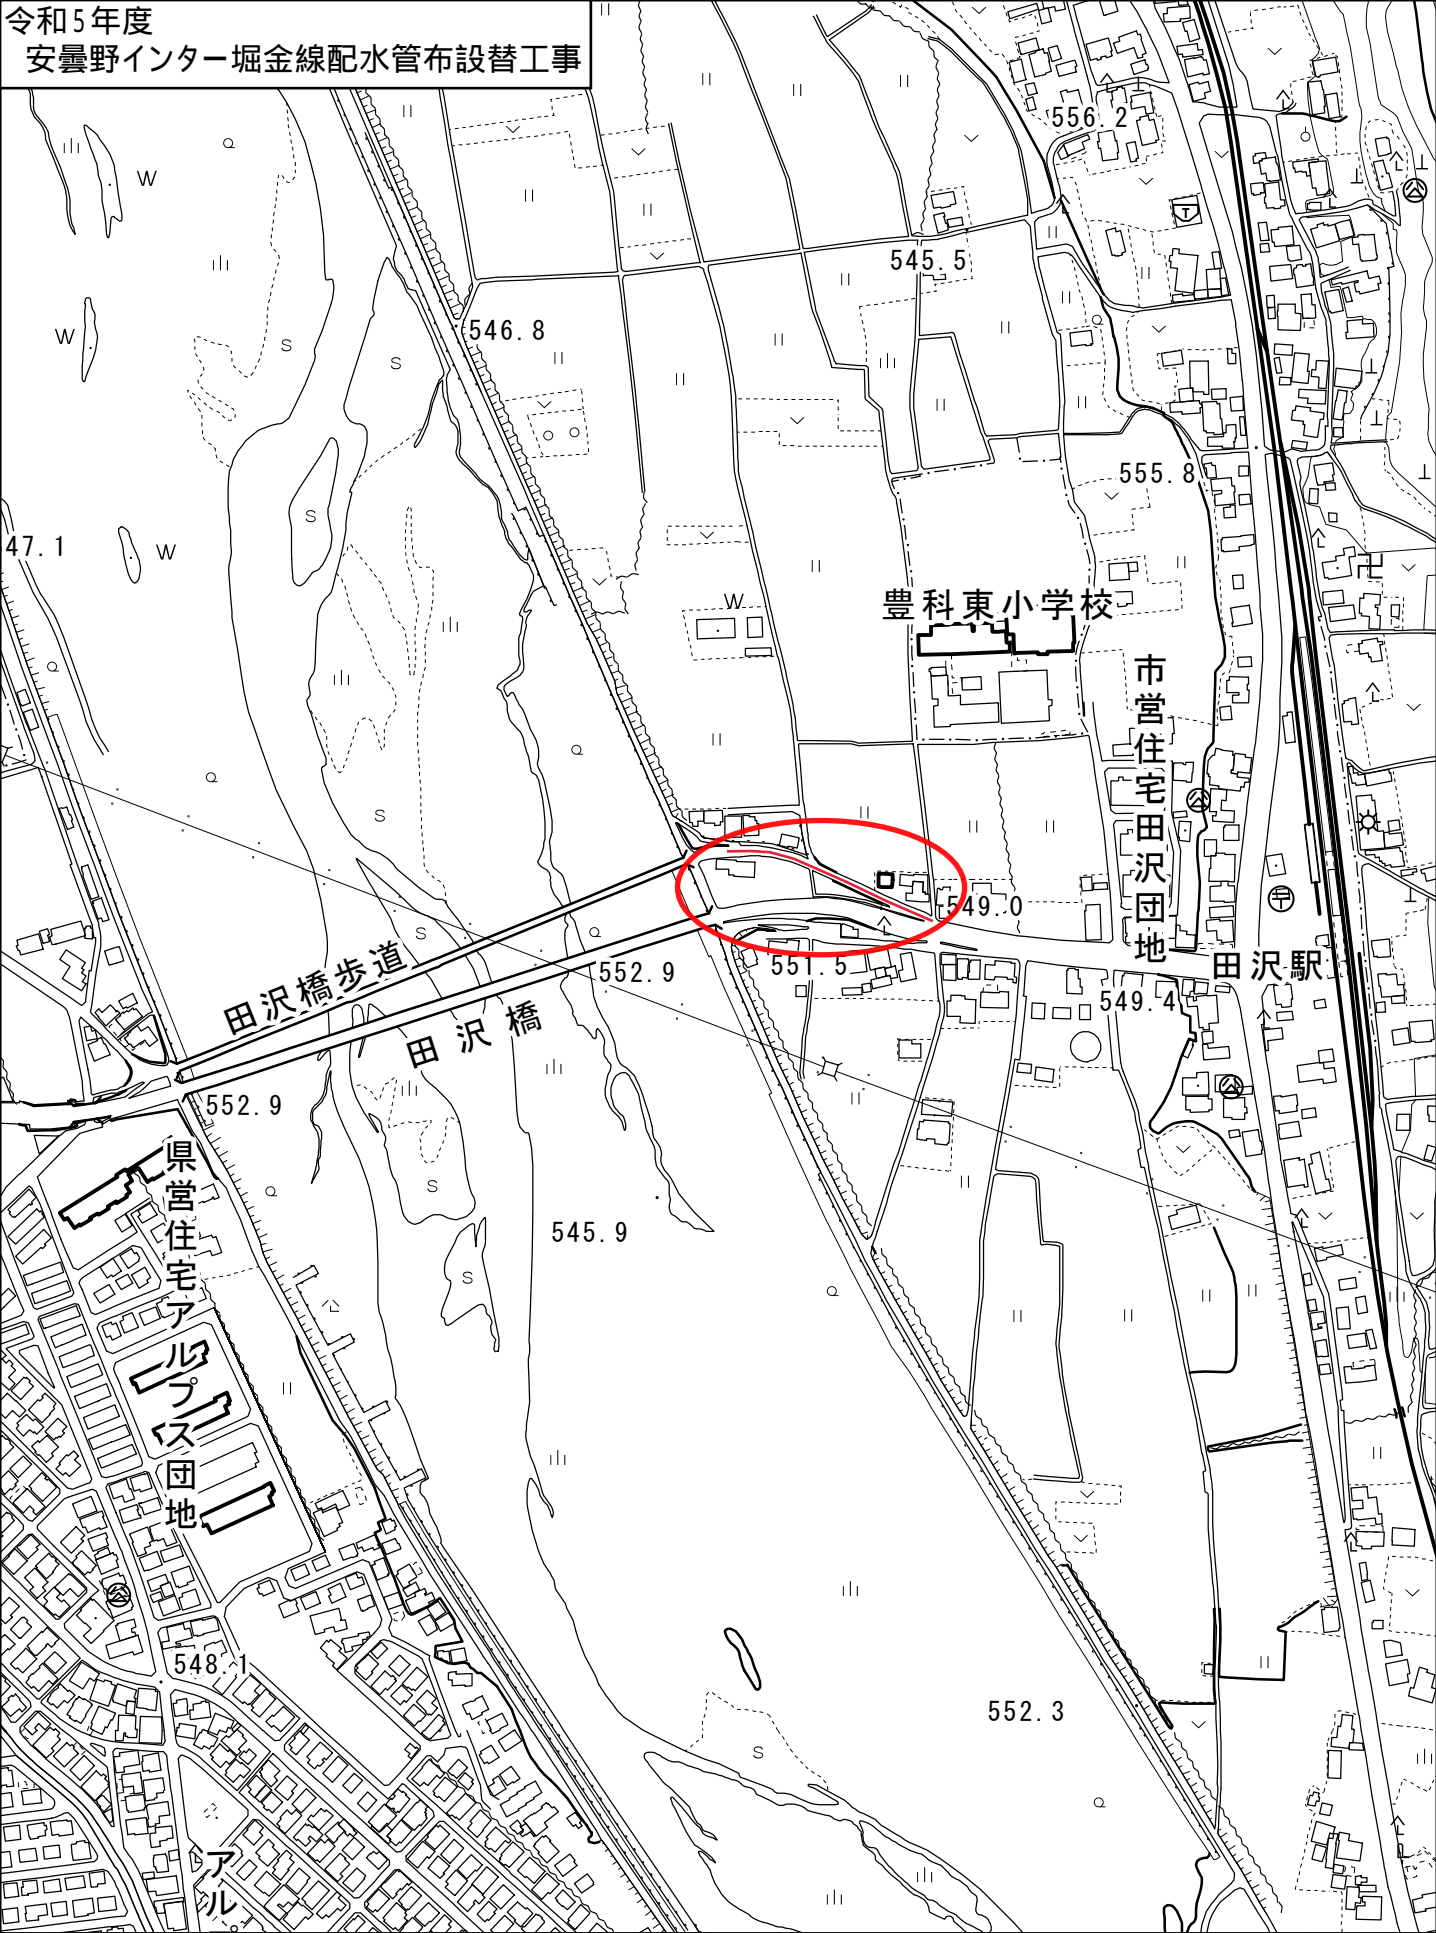 令和5年度
安曇野インター堀金線配水管布設替工事
556.2
W
545.5
W
546.8
S
S
555.8
S
47.1
W
W
豊科東小学校
市営住宅田沢団地
S
549.0
S
田沢橋歩道
552.9
551.5
田沢駅
549.4
田沢橋
552.9
県営住宅アルプス団地
S
545.9
S
548.1
552.3
S
アル